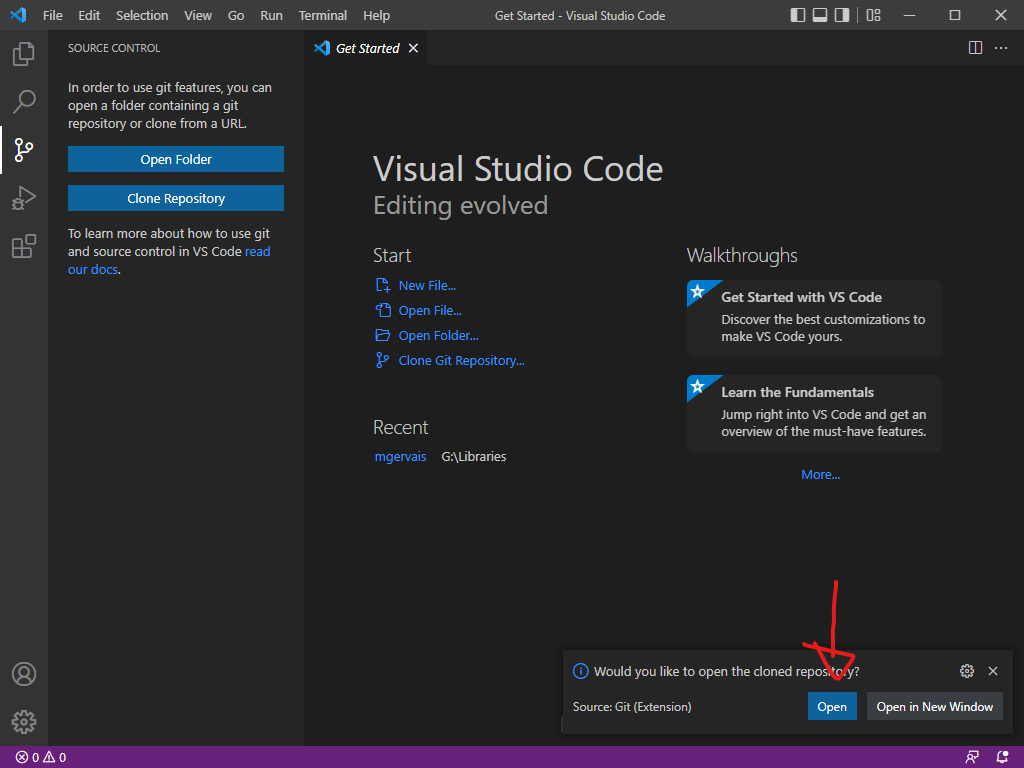 File Edit Selection View Go Run Terminal Help Get Started - Visual Studio Code
SOURCE CONTROL
Get Started
In order to use git features, you can
open a folder containing a git
repository or clone from a URL.
Open Folder
Clone Repository
To learn more about how to use git
and source control in VS Code read
our docs.
Visual Studio Code
Editing evolved
Start
New File...
Open File...
Open Folder...
Clone Git Repository...
Recent
mgervais G:\Libraries
Walkthroughs
Get Started with VS Code
Discover the best customizations to
make VS Code yours.
Learn the Fundamentals
Jump right into VS Code and get an
overview of the must-have features.
More...
Would you like to open the cloned repository?
Source: Git (Extension)
Open
Open in New Window
0 0